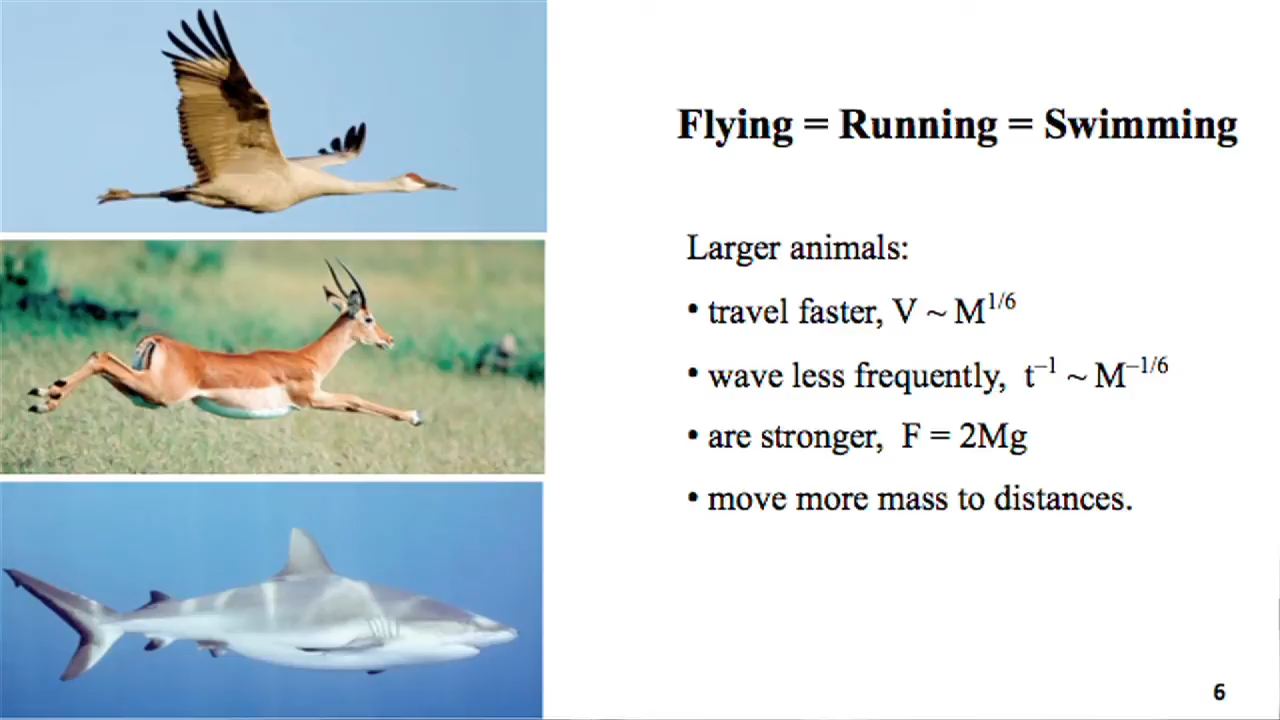 Flying = Running = Swimming
Larger animals:
• travel faster, V ~ M^1/6
• wave less frequently, t^–1 ~ M^–1/6
• are stronger, F = 2Mg
• move more mass to distances.
6